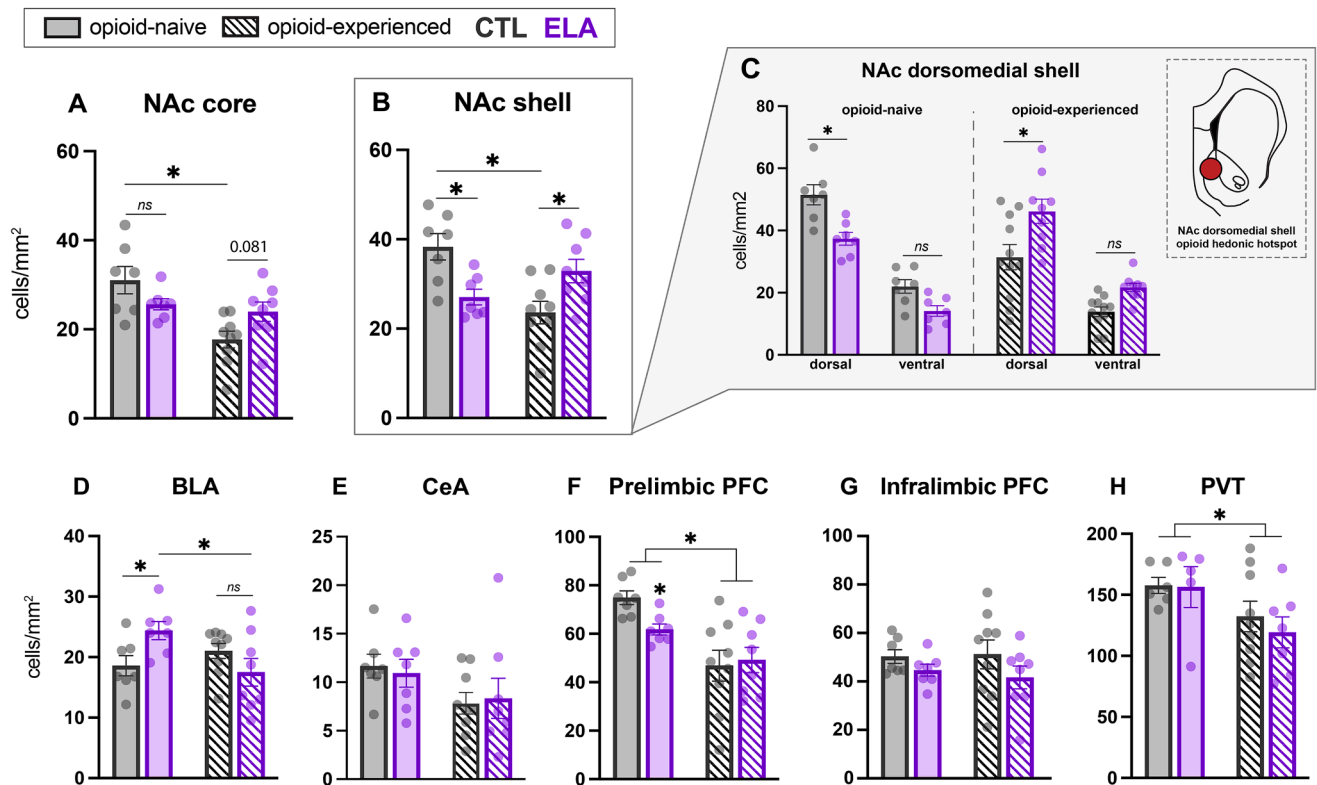 opioid-naive opioid-experienced CTL ELA
A NAc core
cells/mm²
60
40
20
0
*
ns
0.081
B NAc shell
60
40
20
0
*
*
*
C NAc dorsomedial shell
cells/mm2
80
60
40
20
0
opioid-naive opioid-experienced
*
ns
*
ns
dorsal ventral dorsal ventral
NAc dorsomedial shell
opioid hedonic hotspot
D BLA
cells/mm²
40
30
20
10
0
*
*
ns
E CeA
25
20
15
10
5
0
F Prelimbic PFC
100
80
60
40
20
0
*
*
G Infralimbic PFC
100
80
60
40
20
0
H PVT
200
150
100
50
0
*